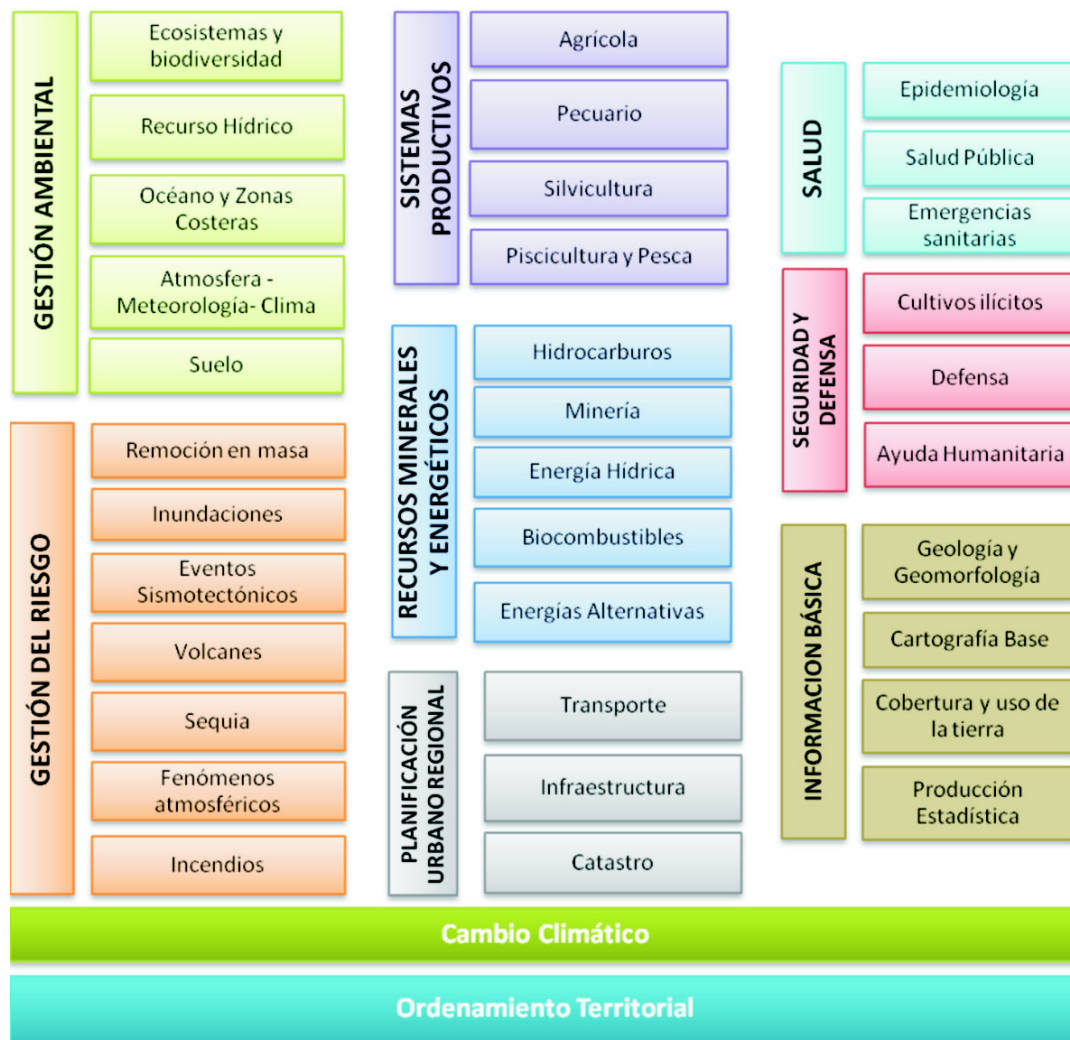 GESTIÓN AMBIENTAL
Ecosistemas y
biodiversidad
Recurso Hídrico
Océano y Zonas
Costeras
Atmosfera -
Meteorología- Clima
Suelo
GESTIÓN DEL RIESGO
Remoción en masa
Inundaciones
Eventos
Sismotectónicos
Volcanes
Sequia
Fenómenos
atmosféricos
Incendios
SISTEMAS
PRODUCTIVOS
Agrícola
Pecuario
Silvicultura
Piscicultura y Pesca
RECURSOS MINERALES
Y ENERGÉTICOS
Hidrocarburos
Minería
Energía Hídrica
Biocombustibles
Energías Alternativas
PLANIFICACIÓN
URBANO REGIONAL
Transporte
Infraestructura
Catastro
SALUD
Epidemiología
Salud Pública
Emergencias
sanitarias
SEGURIDAD Y
DEFENSA
Cultivos ilícitos
Defensa
Ayuda Humanitaria
INFORMACION BÁSICA
Geología y
Geomorfología
Cartografía Base
Cobertura y uso de
la tierra
Producción
Estadística
Cambio Climático
Ordenamiento Territorial